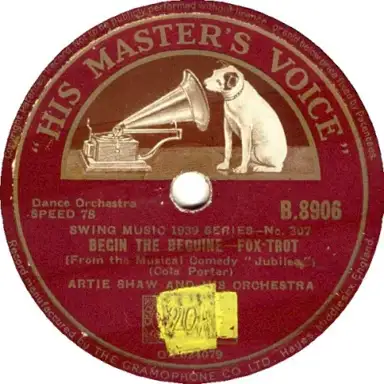 "HIS MASTER'S VOICE"
Dance Orchestra
SPEED 78
B.8906
SWING MUSIC 1939 SERIES—No. 307
BEGIN THE BEGUINE—FOX-TROT
(From the Musical Comedy "Jubilee")
(Cole Porter)
ARTIE SHAW AND HIS ORCHESTRA
Record manufactured by THE GRAMOPHONE CO LTD., Hayes, Middlesex, England.